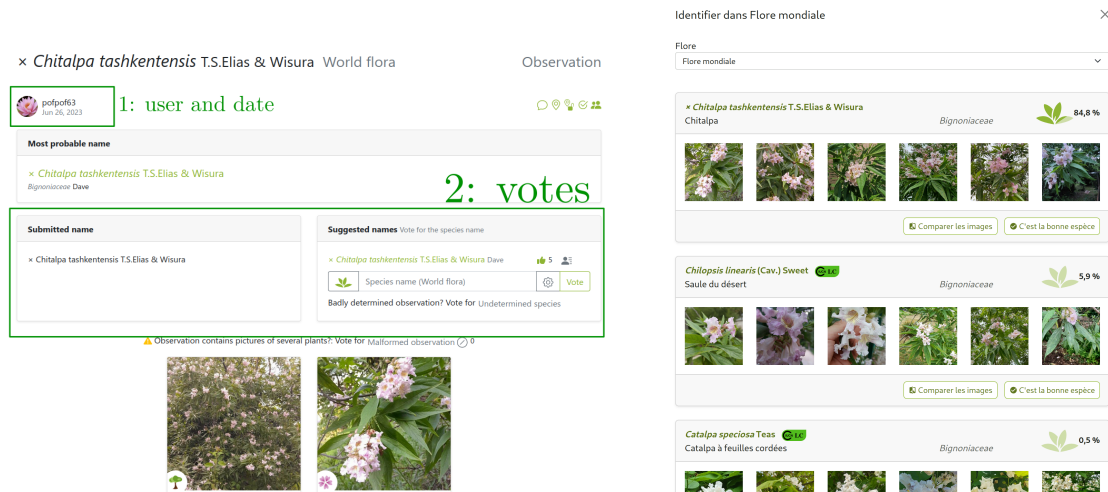 × Chitalpa tashkentensis T.S.Elias & Wisura World flora
Observation
pofpof63
Jun 26, 2023
1: user and date
Most probable name
× Chitalpa tashkentensis T.S.Elias & Wisura
Bignoniaceae Dave
2: votes
Submitted name
× Chitalpa tashkentensis T.S.Elias & Wisura
Suggested names Vote for the species name
× Chitalpa tashkentensis T.S.Elias & Wisura Dave 5
Species name (World flora) Vote
Badly determined observation? Vote for Undetermined species
Observation contains pictures of several plants?: Vote for Malformed observation 0
Identifier dans Flore mondiale
Flore
Flore mondiale
× Chitalpa tashkentensis T.S.Elias & Wisura
Chitalpa
Bignoniaceae
84,8 %
Comparer les images
C'est la bonne espèce
Chilopsis linearis (Cav.) Sweet LC
Saule du désert
Bignoniaceae
5,9 %
Comparer les images
C'est la bonne espèce
Catalpa speciosa Teas LC
Catalpa à feuilles cordées
Bignoniaceae
0,5 %